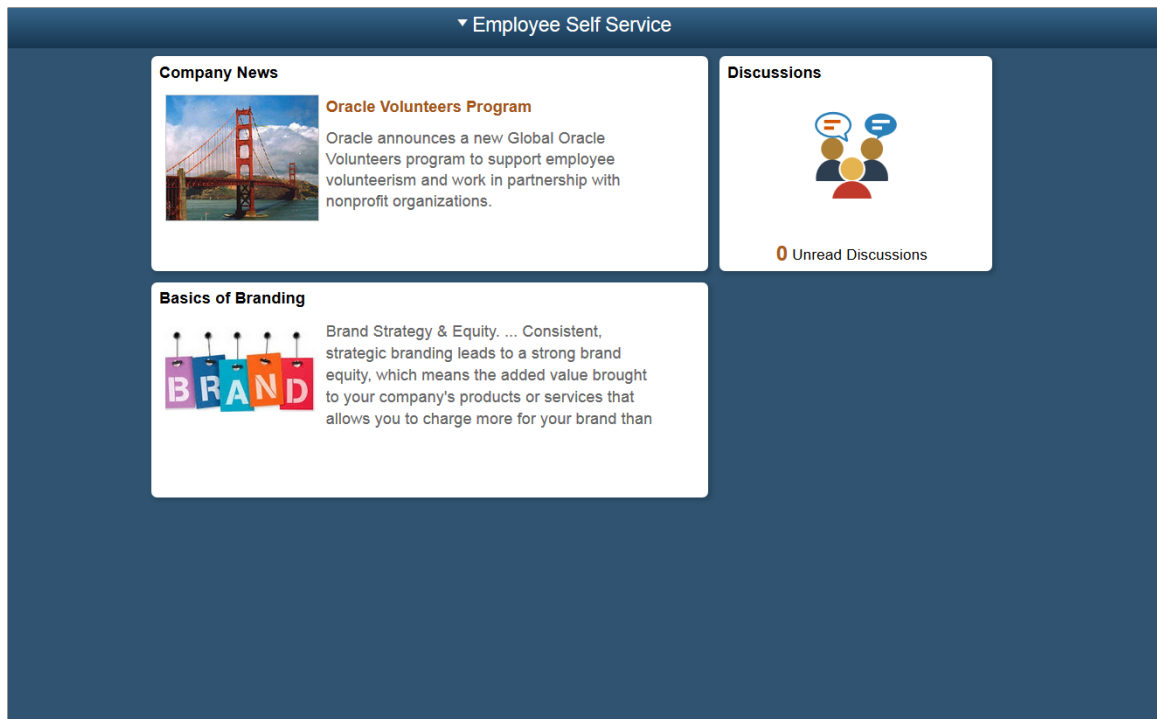 Employee Self Service
Company News
Oracle Volunteers Program
Oracle announces a new Global Oracle
Volunteers program to support employee
volunteerism and work in partnership with
nonprofit organizations.
Discussions
0 Unread Discussions
Basics of Branding
BRAND
Brand Strategy & Equity. ... Consistent,
strategic branding leads to a strong brand
equity, which means the added value brought
to your company's products or services that
allows you to charge more for your brand than